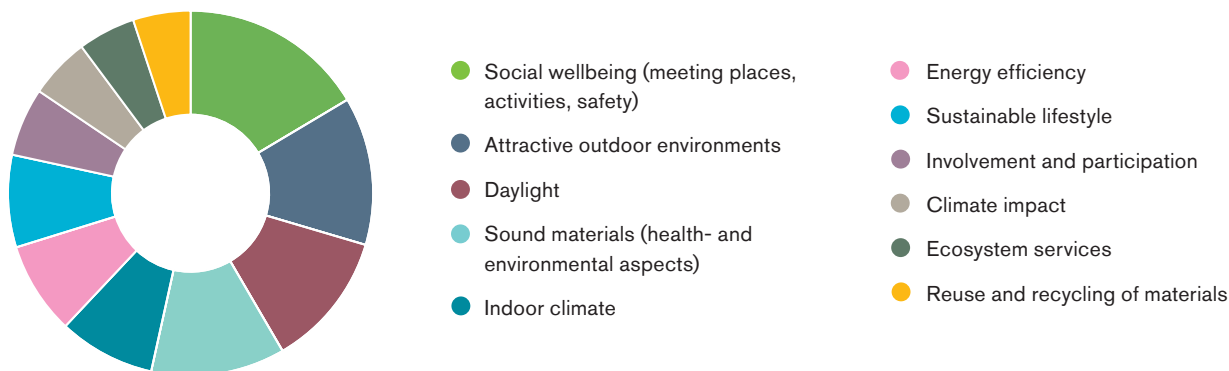 Social wellbeing (meeting places,
activities, safety)
Attractive outdoor environments
Daylight
Sound materials (health- and
environmental aspects)
Indoor climate
Energy efficiency
Sustainable lifestyle
Involvement and participation
Climate impact
Ecosystem services
Reuse and recycling of materials